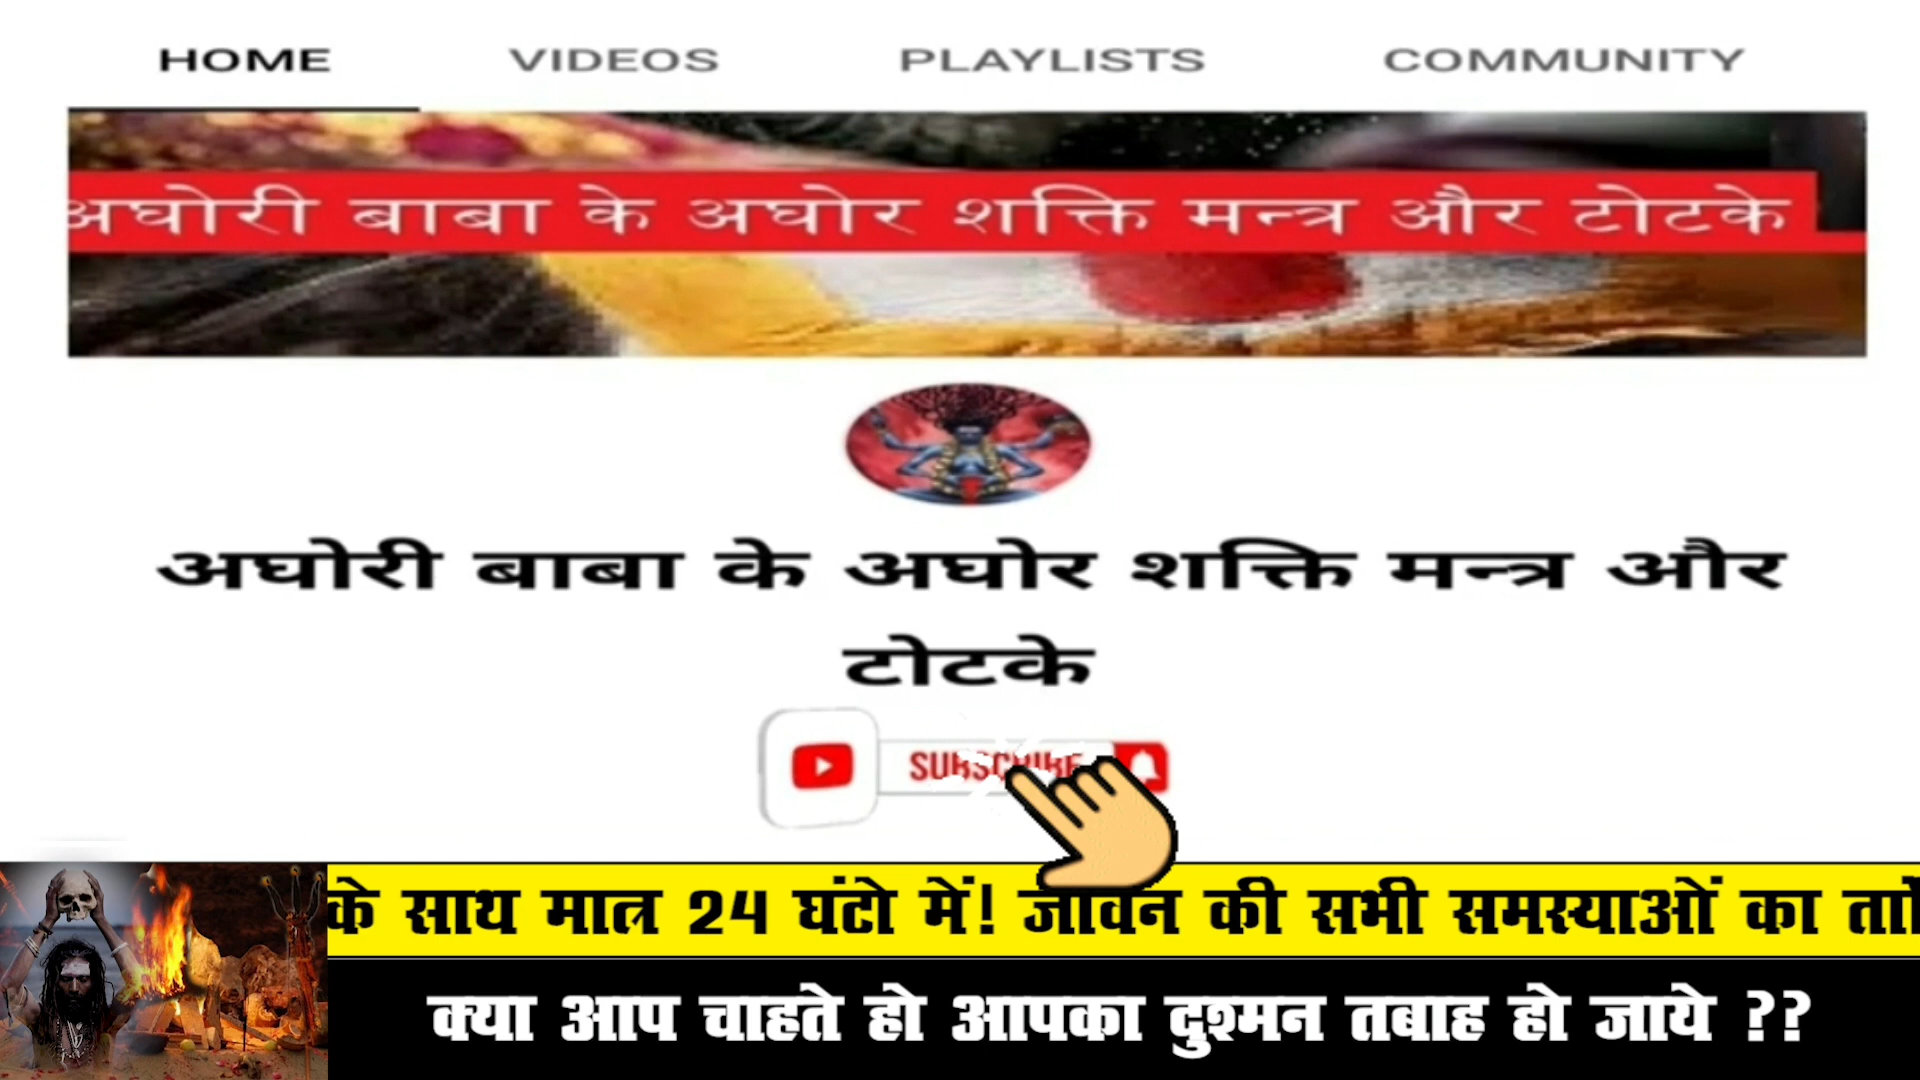 HOME VIDEOS PLAYLISTS COMMUNITY
अघोरी बाबा के अघोर शक्ति मन्त्र और टोटके
अघोरी बाबा के अघोर शक्ति मन्त्र और
टोटके
SUBSCRIBE
के साथ मात्र 24 घंटो में! जीवन की सभी समस्याओं का
क्या आप चाहते हो आपका दुश्मन तबाह हो जाये ??